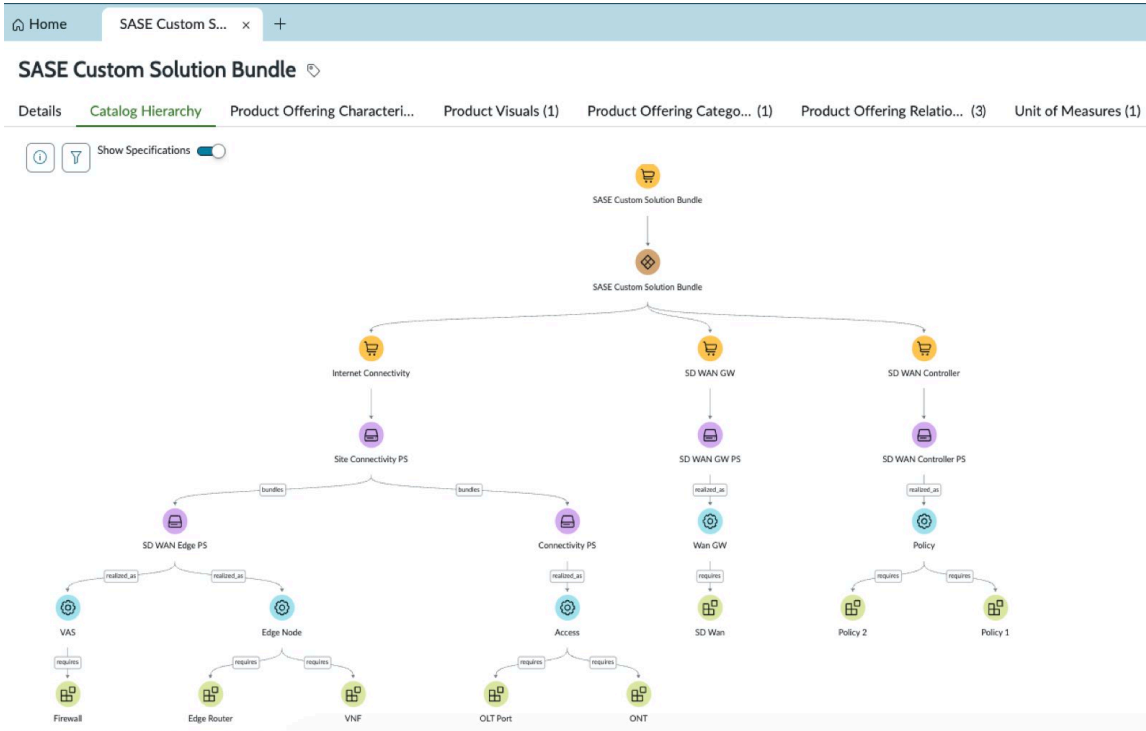 Home
SASE Custom S...
SASE Custom Solution Bundle
Details
Catalog Hierarchy
Product Offering Characteri...
Product Visuals (1)
Product Offering Catego... (1)
Product Offering Relatio... (3)
Unit of Measures (1)
Show Specifications
SASE Custom Solution Bundle
SASE Custom Solution Bundle
Internet Connectivity
SD WAN GW
SD WAN Controller
Site Connectivity PS
SD WAN GW PS
SD WAN Controller PS
bundles
bundles
realized_as
realized_as
SD WAN Edge PS
Connectivity PS
Wan GW
Policy
realized_as
realized_as
realized_as
requires
requires
requires
VAS
Edge Node
Access
SD Wan
Policy 2
Policy 1
requires
requires
requires
requires
requires
Firewall
Edge Router
VNF
OLT Port
ONT